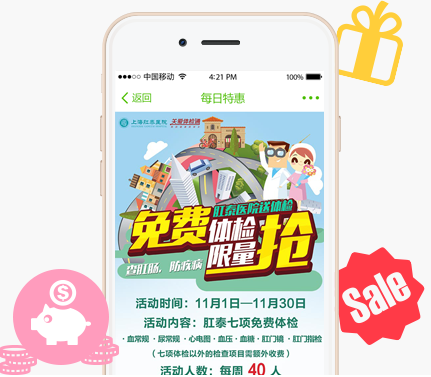 中国移动 4:21 PM 100%
返回 每日特惠
上海肛泰医院 天爱体检通
肛泰医院送体检
免费体检限量抢
查肛肠，防疾病
活动时间：11月1日—11月30日
活动内容：肛泰七项免费体检
·血常规·尿常规·心电图·血压·血糖·肛门镜·肛门指检
（七项体检以外的检查项目需额外收费）
活动人数：每周 40 人
Sale